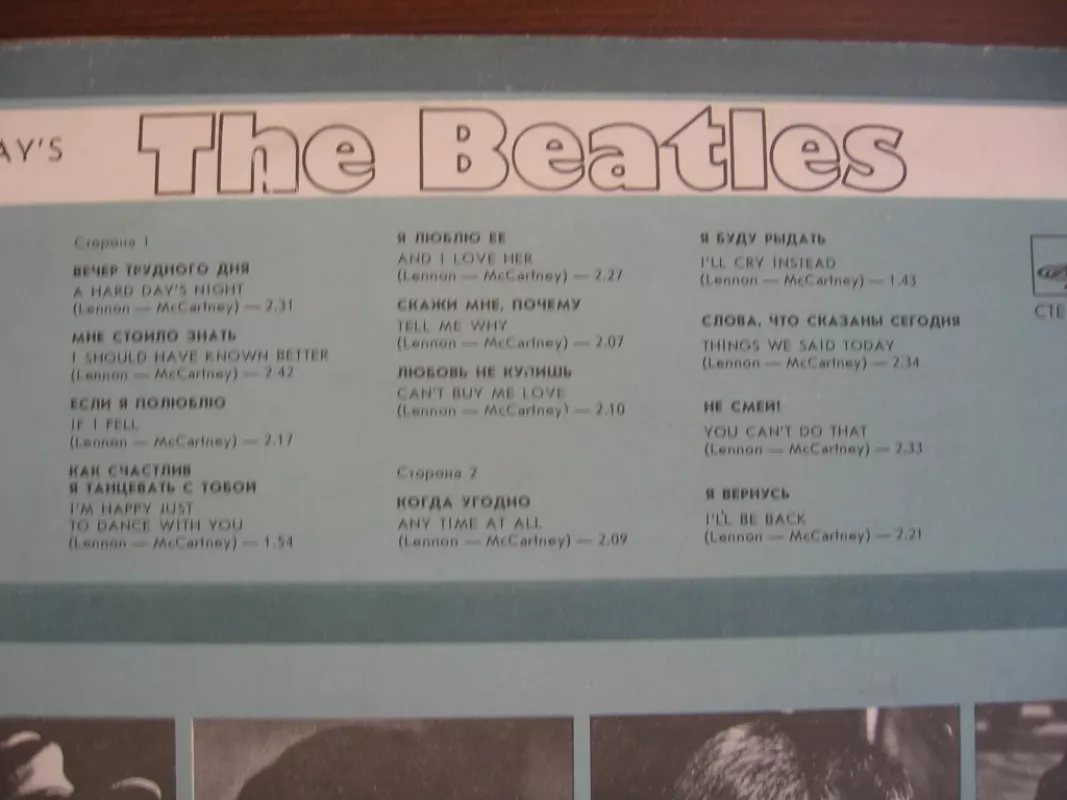 AY'S
The Beatles
Сторона 1
ВЕЧЕР ТРУДНОГО ДНЯ
A HARD DAY'S NIGHT
(Lennon — McCartney) — 2.31
МНЕ СТОИЛО ЗНАТЬ
I SHOULD HAVE KNOWN BETTER
(Lennon — McCartney) — 2.42
ЕСЛИ Я ПОЛЮБЛЮ
IF I FELL
(Lennon — McCartney) — 2.17
КАК СЧАСТЛИВ
Я ТАНЦЕВАТЬ С ТОБОЙ
I'M HAPPY JUST
TO DANCE WITH YOU
(Lennon — McCartney) — 1.54
Я ЛЮБЛЮ ЕЕ
AND I LOVE HER
(Lennon — McCartney) — 2.27
СКАЖИ МНЕ, ПОЧЕМУ
TELL ME WHY
(Lennon — McCartney) — 2.07
ЛЮБОВЬ НЕ КУПИШЬ
CAN'T BUY ME LOVE
(Lennon — McCartney) — 2.10
Сторона 2
КОГДА УГОДНО
ANY TIME AT ALL
(Lennon — McCartney) — 2.09
Я БУДУ РЫДАТЬ
I'LL CRY INSTEAD
(Lennon — McCartney) — 1.43
СЛОВА, ЧТО СКАЗАНЫ СЕГОДНЯ
THINGS WE SAID TODAY
(Lennon — McCartney) — 2.34
НЕ СМЕЙ!
YOU CAN'T DO THAT
(Lennon — McCartney) — 2.33
Я ВЕРНУСЬ
I'LL BE BACK
(Lennon — McCartney) — 2.21
СТЕ